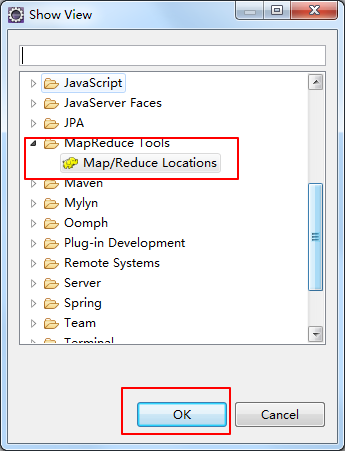 Show View
JavaScript
JavaServer Faces
JPA
MapReduce Tools
Map/Reduce Locations
Maven
Mylyn
Oomph
Plug-in Development
Remote Systems
Server
Spring
Team
Terminal
OK
Cancel